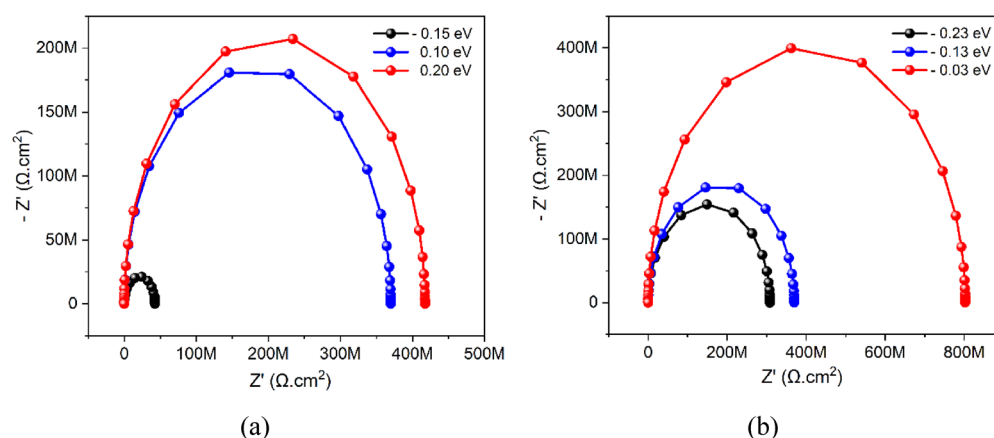 (a)
- 0.15 eV
0.10 eV
0.20 eV
200M
150M
100M
50M
0
- Z' (Ω.cm²)
0 100M 200M 300M 400M 500M
Z' (Ω.cm²)
(a)
(b)
- 0.23 eV
- 0.13 eV
- 0.03 eV
400M
300M
200M
100M
0
- Z' (Ω.cm²)
0 200M 400M 600M 800M
Z' (Ω.cm²)
(b)